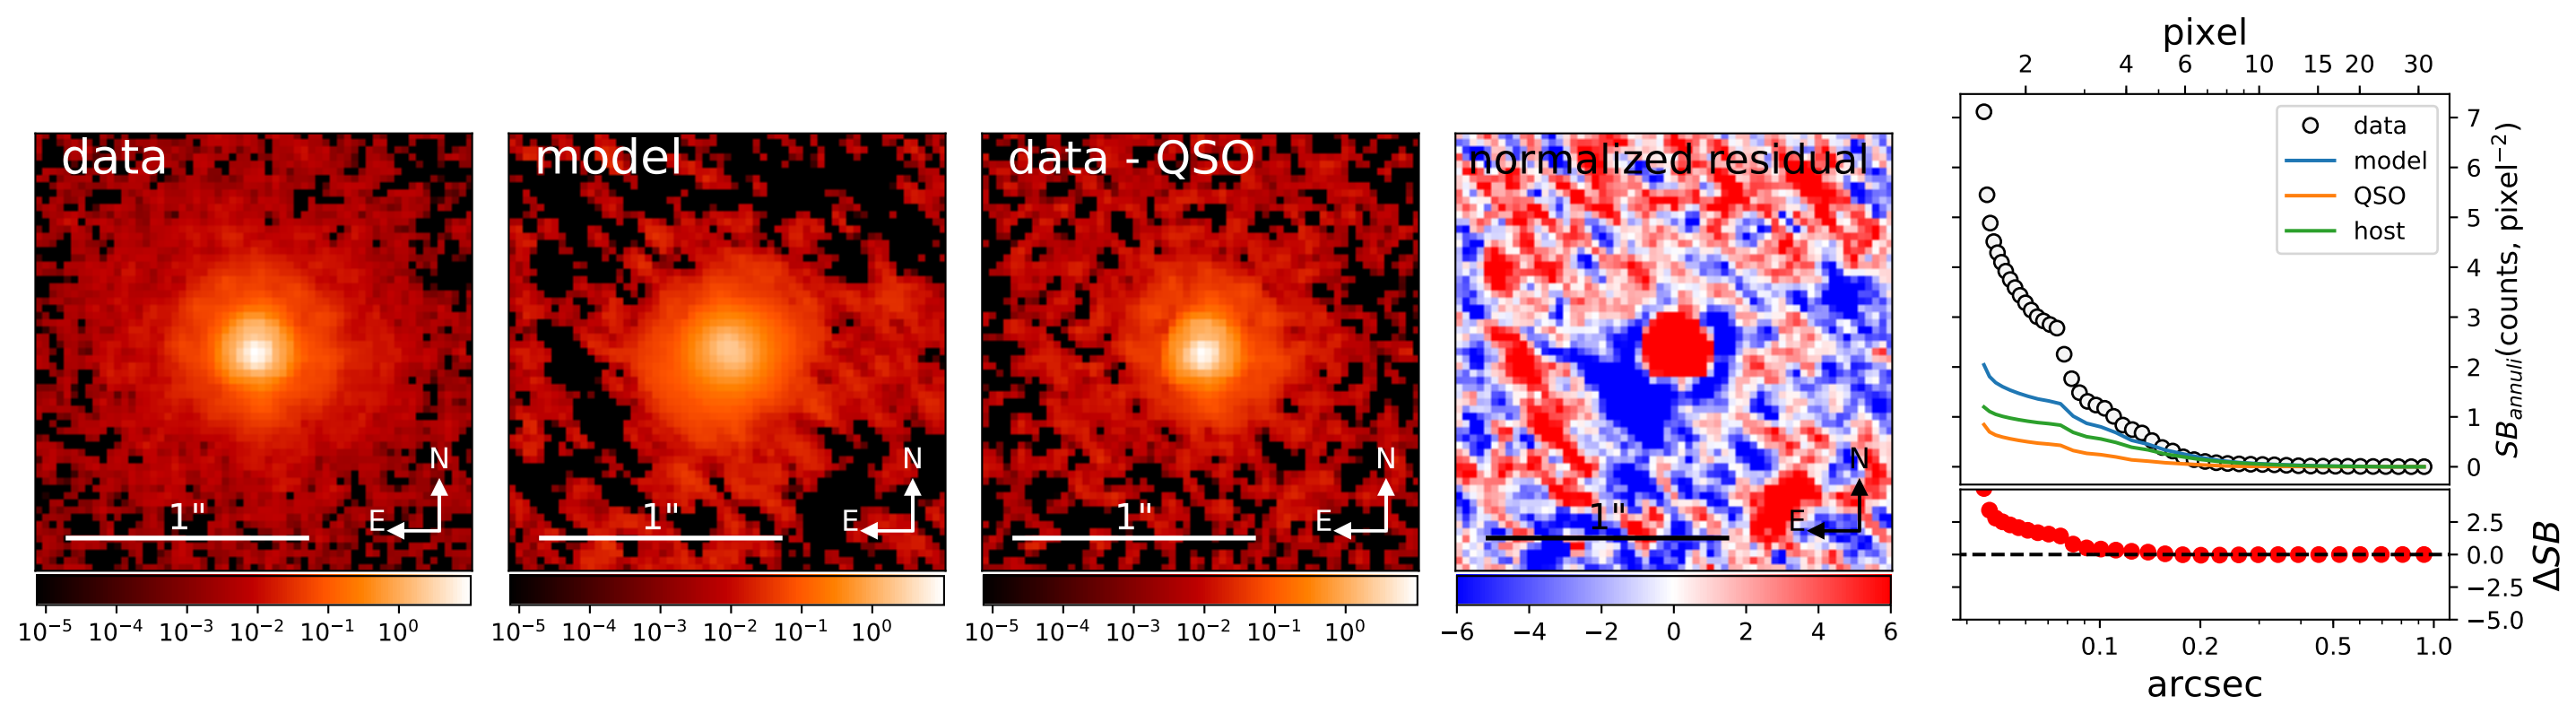 data
N
E
1"
10⁻⁵ 10⁻⁴ 10⁻³ 10⁻² 10⁻¹ 10⁰
model
N
E
1"
10⁻⁵ 10⁻⁴ 10⁻³ 10⁻² 10⁻¹ 10⁰
data - QSO
N
E
1"
10⁻⁵ 10⁻⁴ 10⁻³ 10⁻² 10⁻¹ 10⁰
normalized residual
N
E
1"
−6 −4 −2 0 2 4 6
pixel
2 4 6 10 15 20 30
data
model
QSO
host
7
6
5
4
3
2
1
0
SB_annuli(counts, pixel⁻²)
2.5
0.0
−2.5
−5.0
ΔSB
0.1 0.2 0.5 1.0
arcsec